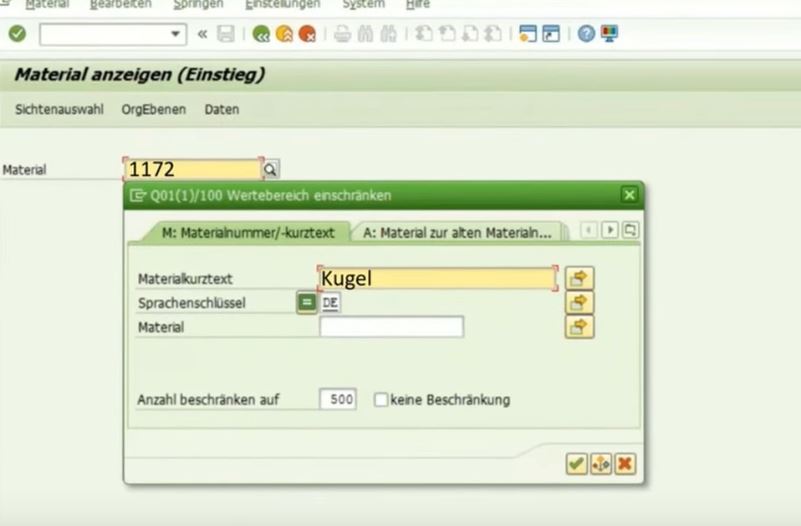 Material Bearbeiten Springen Einstellungen System Hilfe
Material anzeigen (Einstieg)
Sichtenauswahl OrgEbenen Daten
Material 1172
Q01(1)/100 Wertebereich einschränken
M: Materialnummer/-kurztext A: Material zur alten Materialn...
Materialkurztext Kugel
Sprachenschlüssel = DE
Material
Anzahl beschränken auf 500 keine Beschränkung